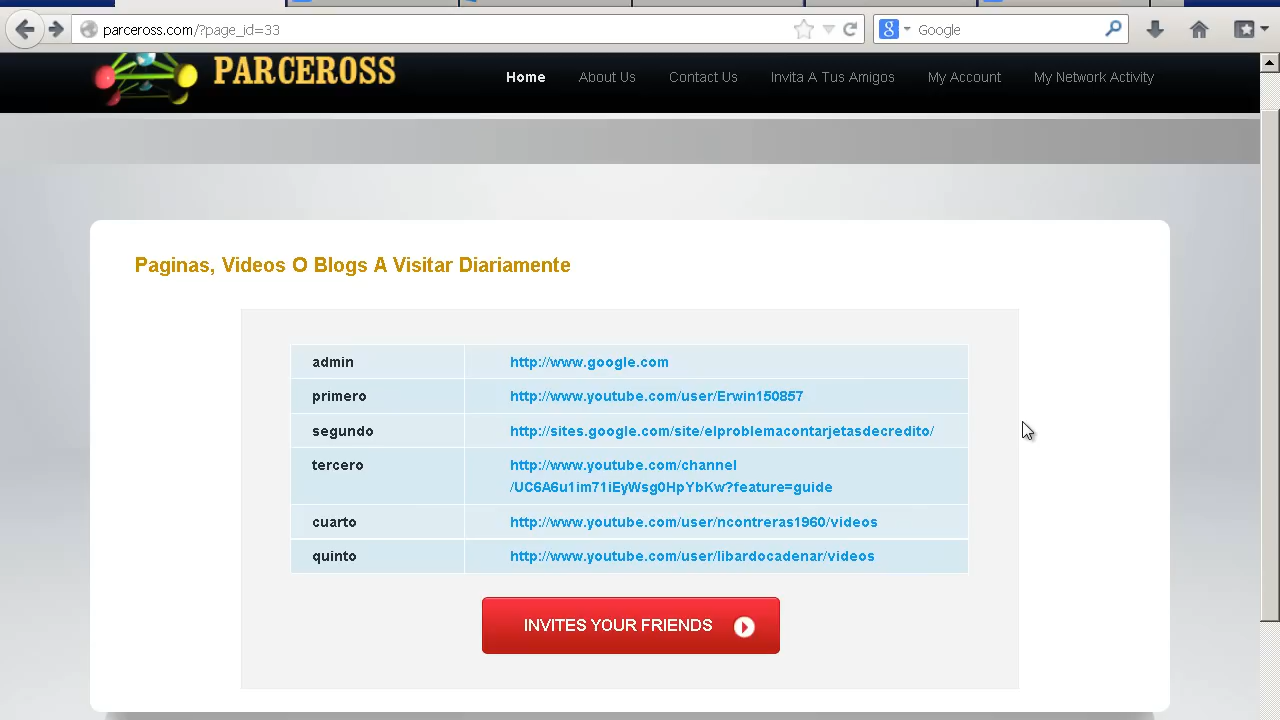 parceross.com/?page_id=33
Google
PARCEROSS
Home About Us Contact Us Invita A Tus Amigos My Account My Network Activity
Paginas, Videos O Blogs A Visitar Diariamente
admin http://www.google.com
primero http://www.youtube.com/user/Erwin150857
segundo http://sites.google.com/site/elproblemacontarjetasdecredito/
tercero http://www.youtube.com/channel
/UC6A6u1im71iEyWsg0HpYbKw?feature=guide
cuarto http://www.youtube.com/user/ncontreras1960/videos
quinto http://www.youtube.com/user/libardocadenar/videos
INVITES YOUR FRIENDS